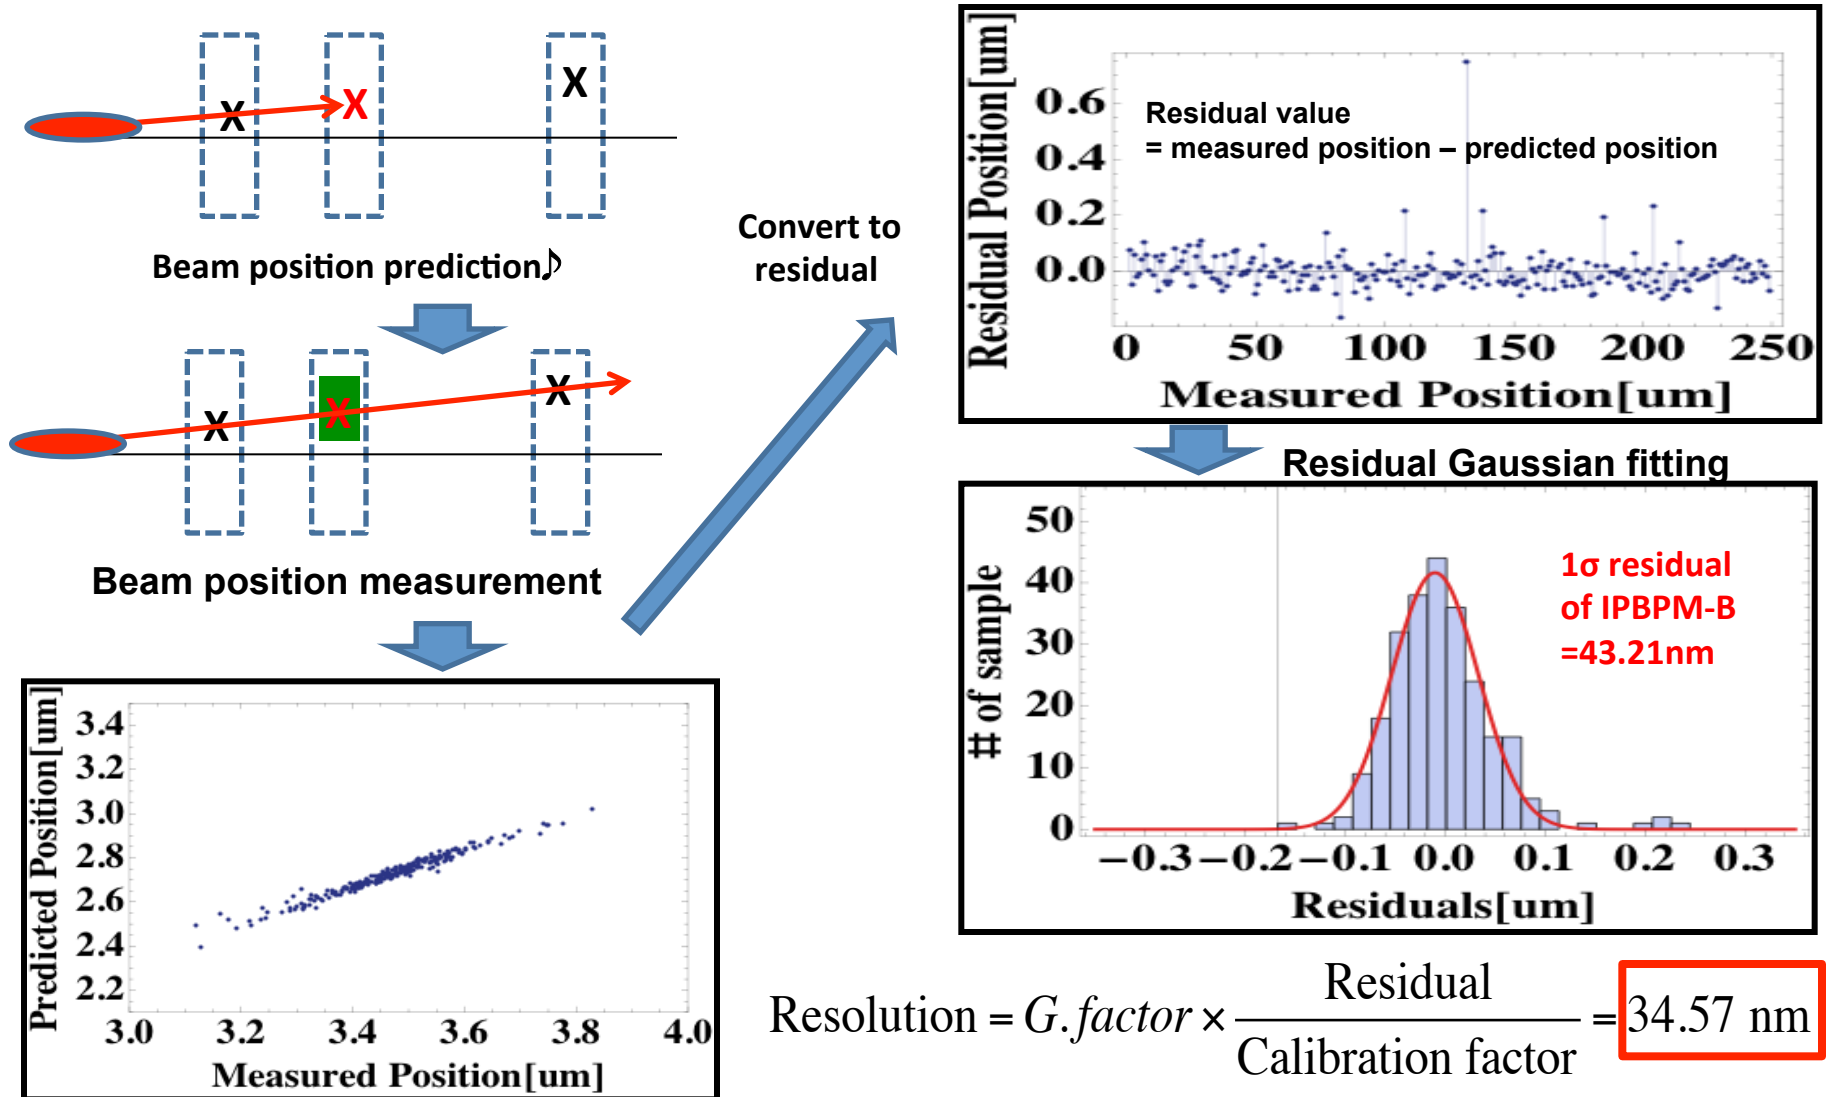 X
X
X
Beam position prediction♪
X
X
X
Beam position measurement
Predicted Position[um]
3.4
3.2
3.0
2.8
2.6
2.4
2.2
3.0 3.2 3.4 3.6 3.8 4.0
Measured Position[um]
Convert to
residual
Residual Position[um]
0.6
0.4
0.2
0.0
Residual value
= measured position – predicted position
0 50 100 150 200 250
Measured Position[um]
Residual Gaussian fitting
# of sample
50
40
30
20
10
0
1σ residual
of IPBPM-B
=43.21nm
−0.3 −0.2 −0.1 0.0 0.1 0.2 0.3
Residuals[um]
Resolution = G.factor × Residual / Calibration factor = 34.57 nm